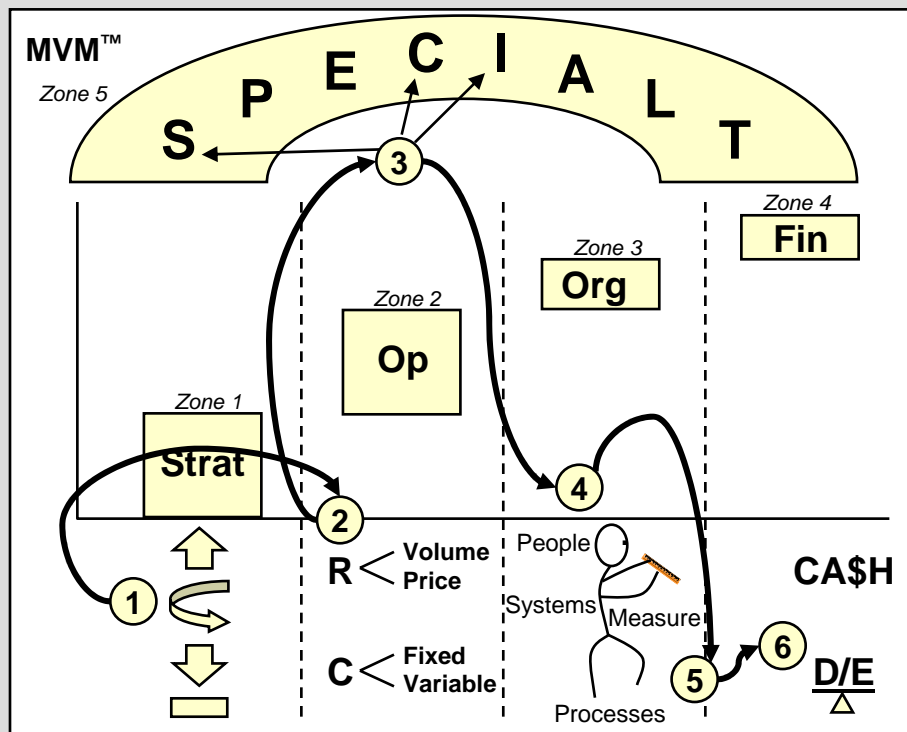 MVM™
Zone 5
S P E C I A L T
3
Zone 4
Fin
Zone 3
Org
Zone 2
Op
Zone 1
Strat
4
2
1
R
Volume
Price
C
Fixed
Variable
People
Systems
Measure
Processes
5
6
CA$H
D/E